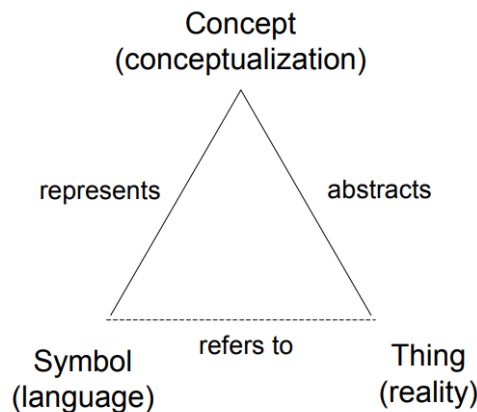 Concept
(conceptualization)
represents
abstracts
refers to
Symbol
(language)
Thing
(reality)